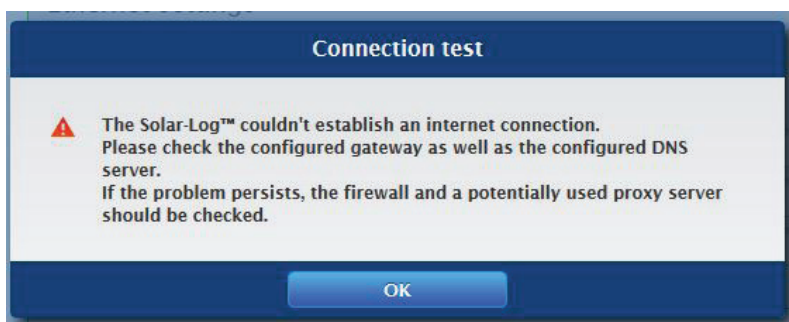 Connection test
The Solar-Log™ couldn't establish an internet connection.
Please check the configured gateway as well as the configured DNS
server.
If the problem persists, the firewall and a potentially used proxy server
should be checked.
OK